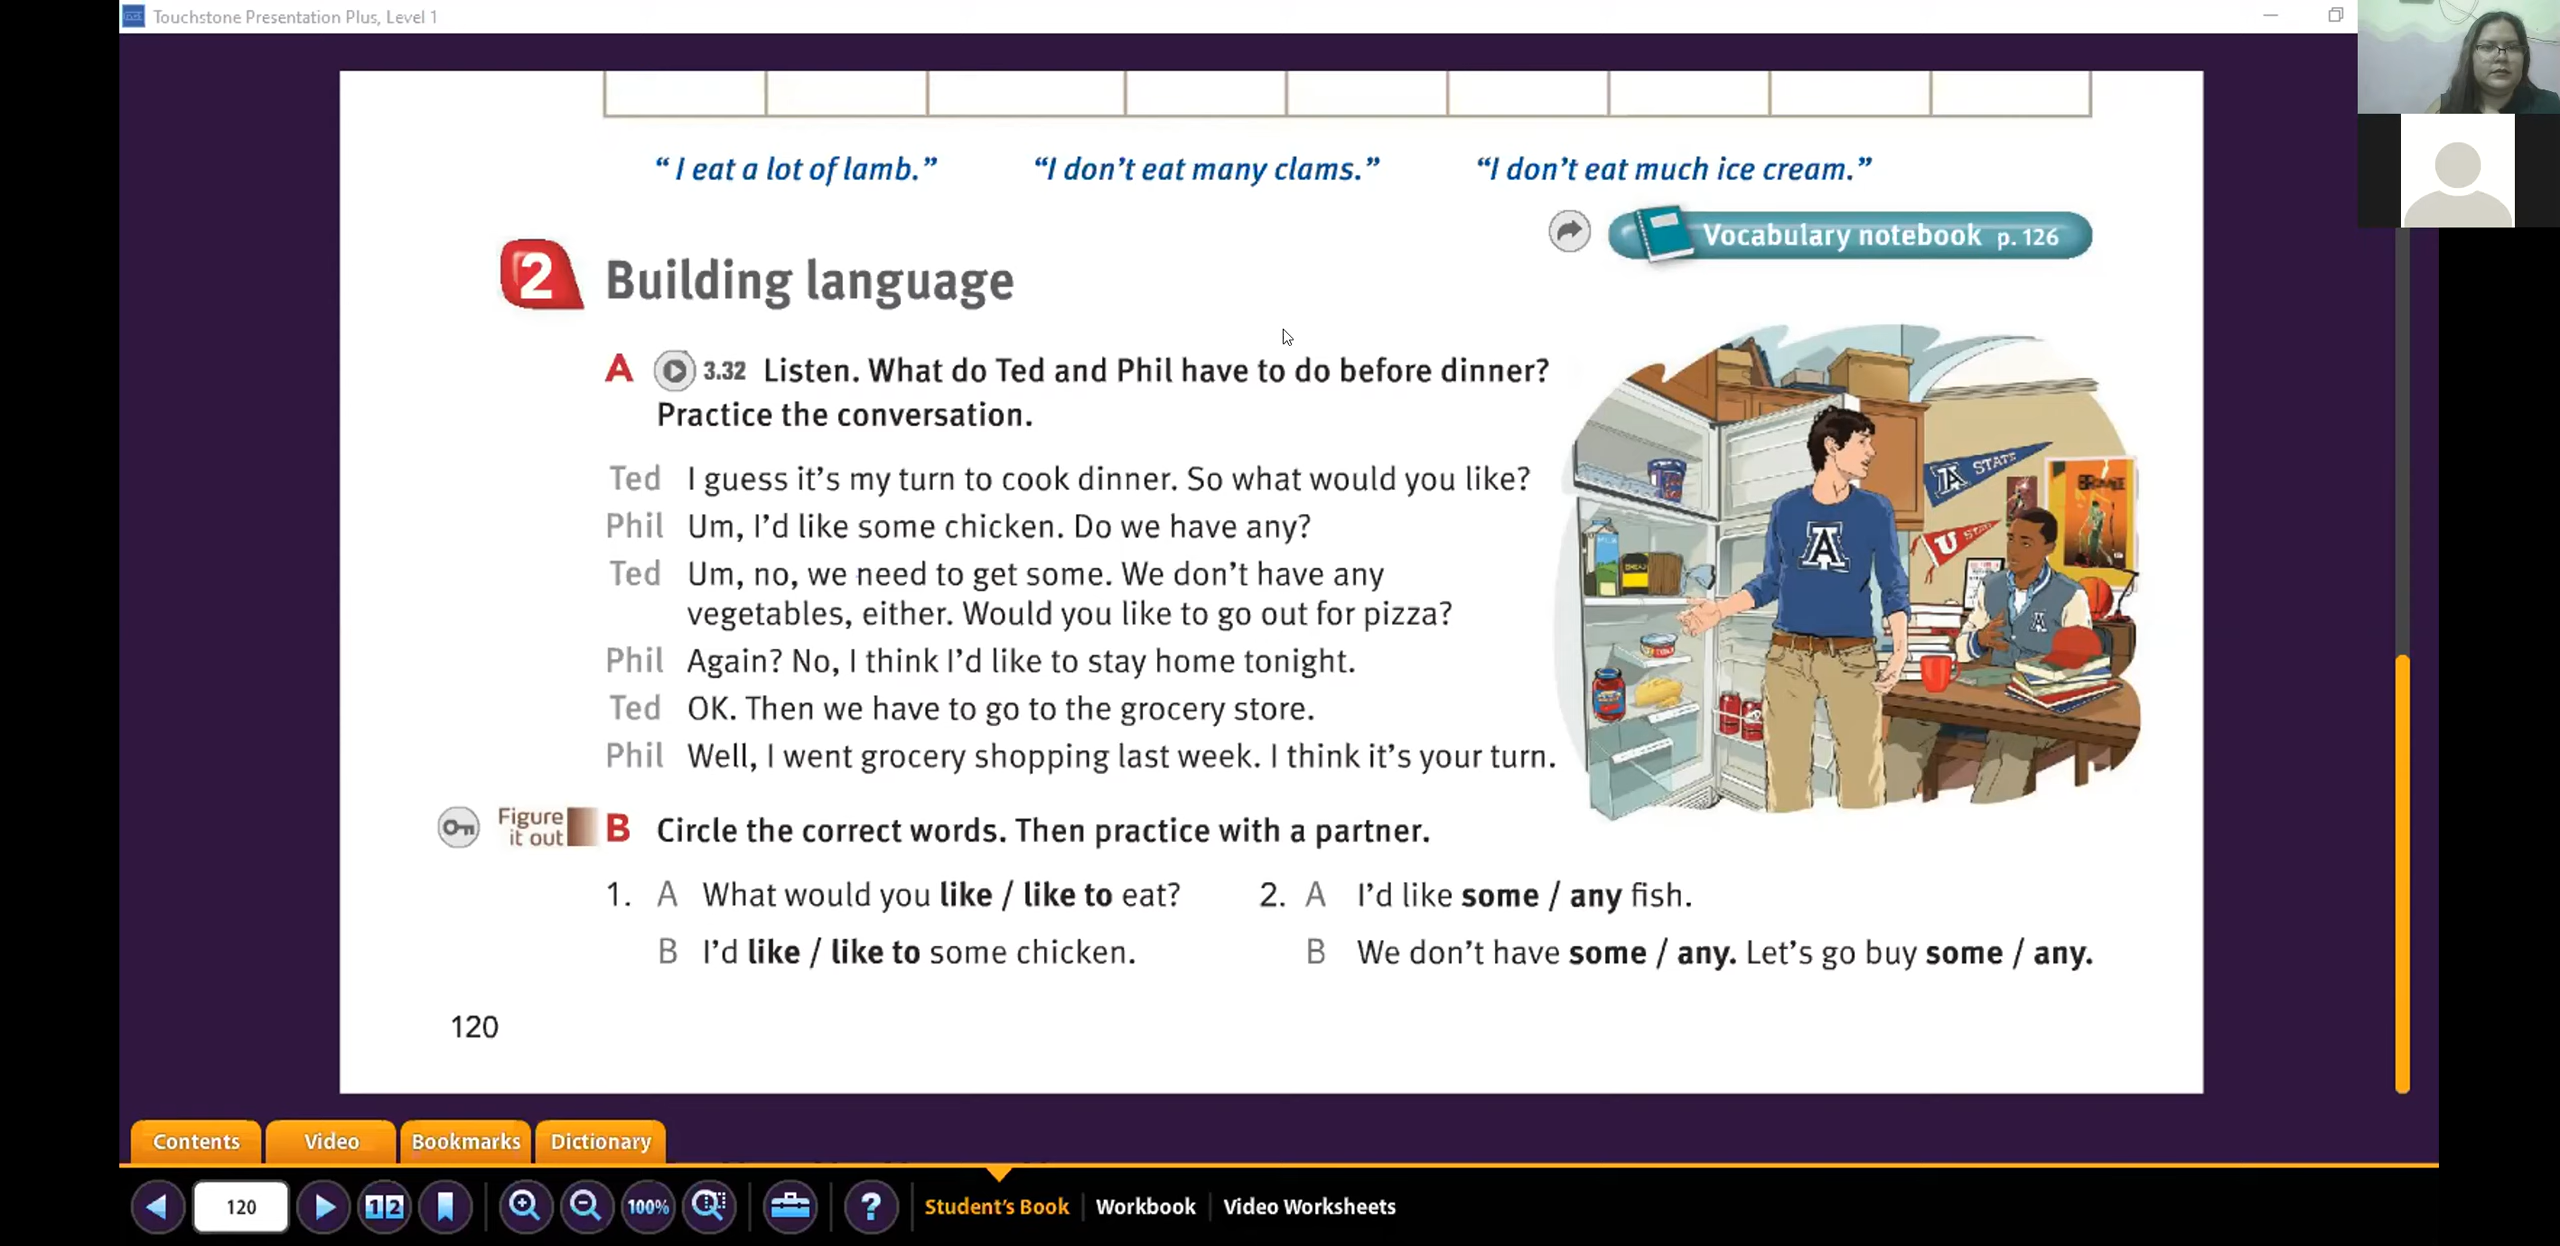 Touchstone Presentation Plus, Level 1
“ I eat a lot of lamb.” “I don’t eat many clams.” “I don’t eat much ice cream.”
Vocabulary notebook p. 126
2 Building language
A 3.32 Listen. What do Ted and Phil have to do before dinner?
Practice the conversation.
Ted I guess it’s my turn to cook dinner. So what would you like?
Phil Um, I’d like some chicken. Do we have any?
Ted Um, no, we need to get some. We don’t have any
vegetables, either. Would you like to go out for pizza?
Phil Again? No, I think I’d like to stay home tonight.
Ted OK. Then we have to go to the grocery store.
Phil Well, I went grocery shopping last week. I think it’s your turn.
A STATE
U
A
A
Figure
it out
B Circle the correct words. Then practice with a partner.
1. A What would you like / like to eat? 2. A I’d like some / any fish.
B I’d like / like to some chicken. B We don’t have some / any. Let’s go buy some / any.
120
Contents Video Bookmarks Dictionary
120 12 100% ? Student’s Book Workbook Video Worksheets